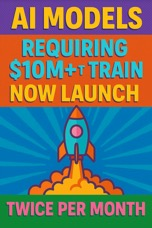 AI MODELS
REQUIRING
$10M+T TRAIN
NOW LAUNCH
TWICE PER MONTH